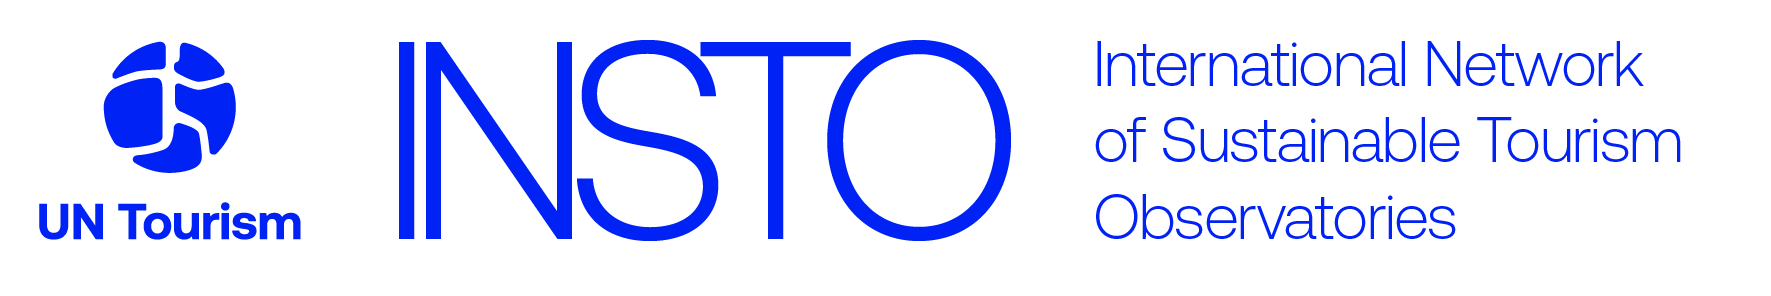 UN Tourism
INSTO
International Network
of Sustainable Tourism
Observatories